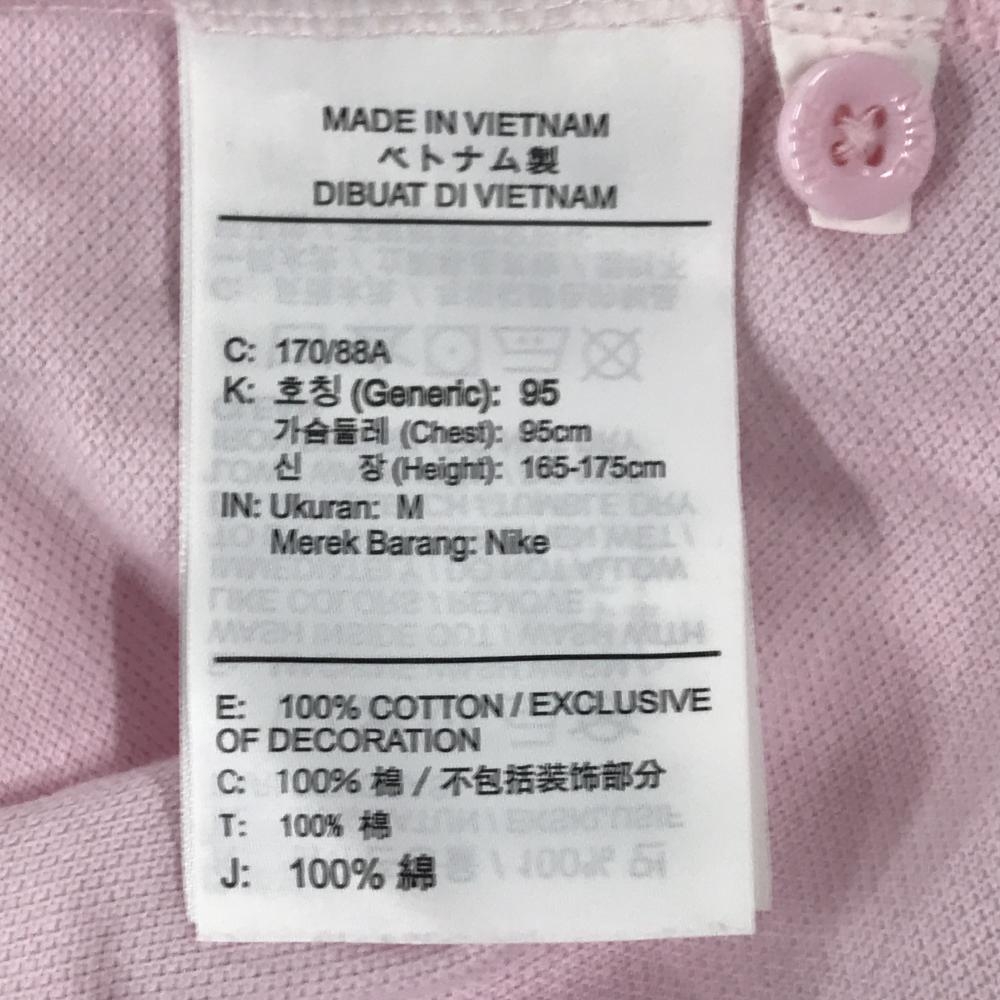 MADE IN VIETNAM
ベトナム製
DIBUAT DI VIETNAM
C: 170/88A
K: 호칭 (Generic): 95
가슴둘레 (Chest): 95cm
신 장 (Height): 165-175cm
IN: Ukuran: M
Merek Barang: Nike
E: 100% COTTON / EXCLUSIVE
OF DECORATION
C: 100% 棉 / 不包括装饰部分
T: 100% 棉
J: 100% 綿